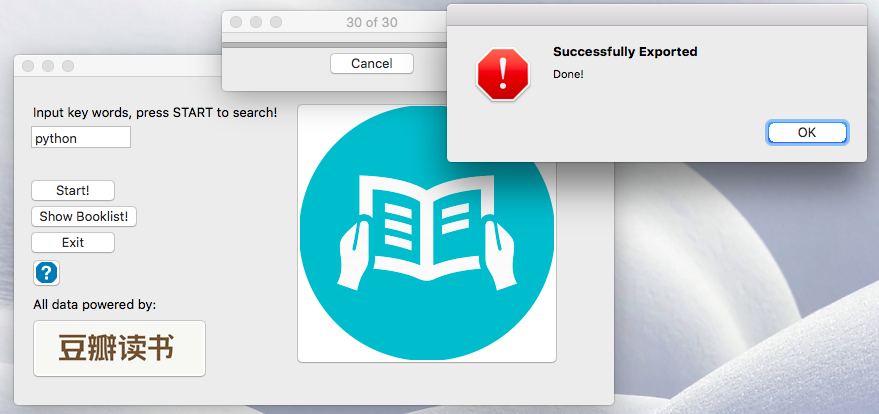 30 of 30
Cancel
Successfully Exported
Done!
OK
Input key words, press START to search!
python
Start!
Show Booklist!
Exit
?
All data powered by:
豆瓣读书